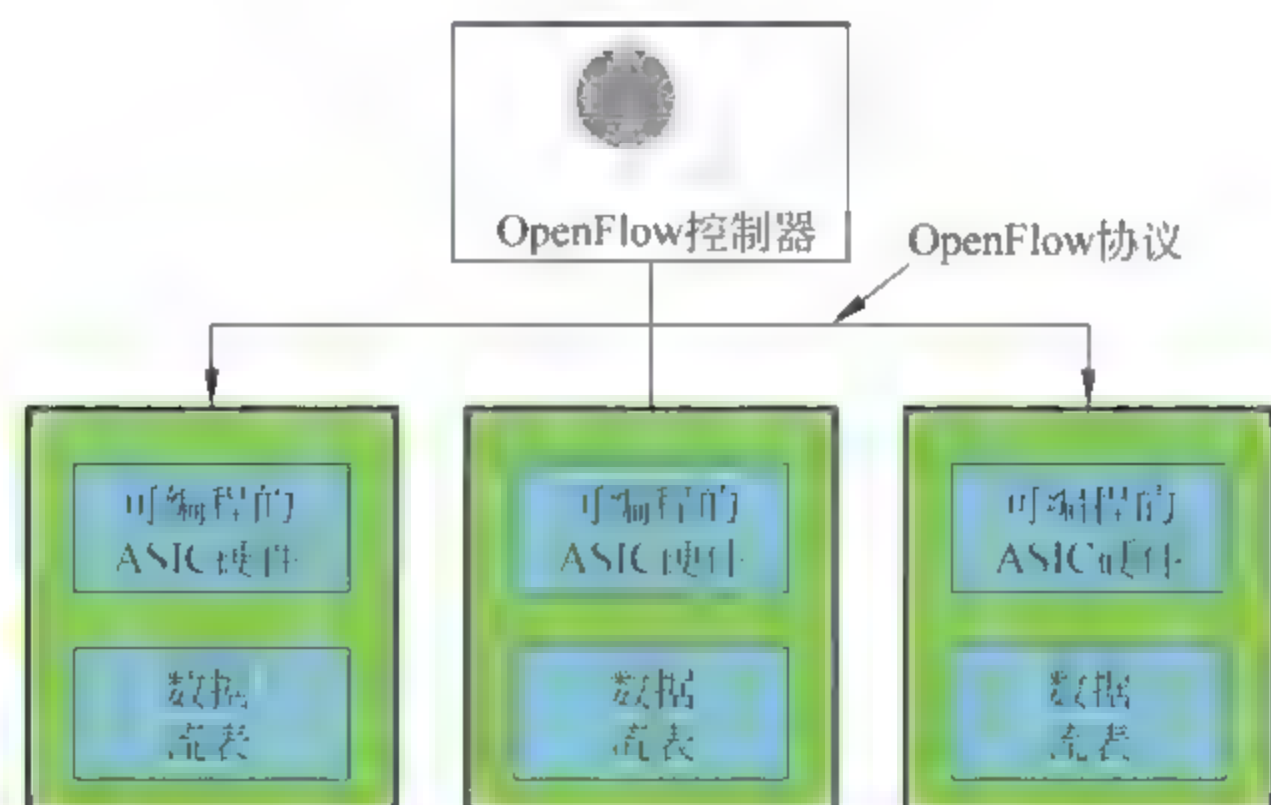 OpenFlow控制器
OpenFlow协议
可编程的
ASIC硬件
可编程的
ASIC硬件
可编程的
ASIC硬件
数据
流表
数据
流表
数据
流表